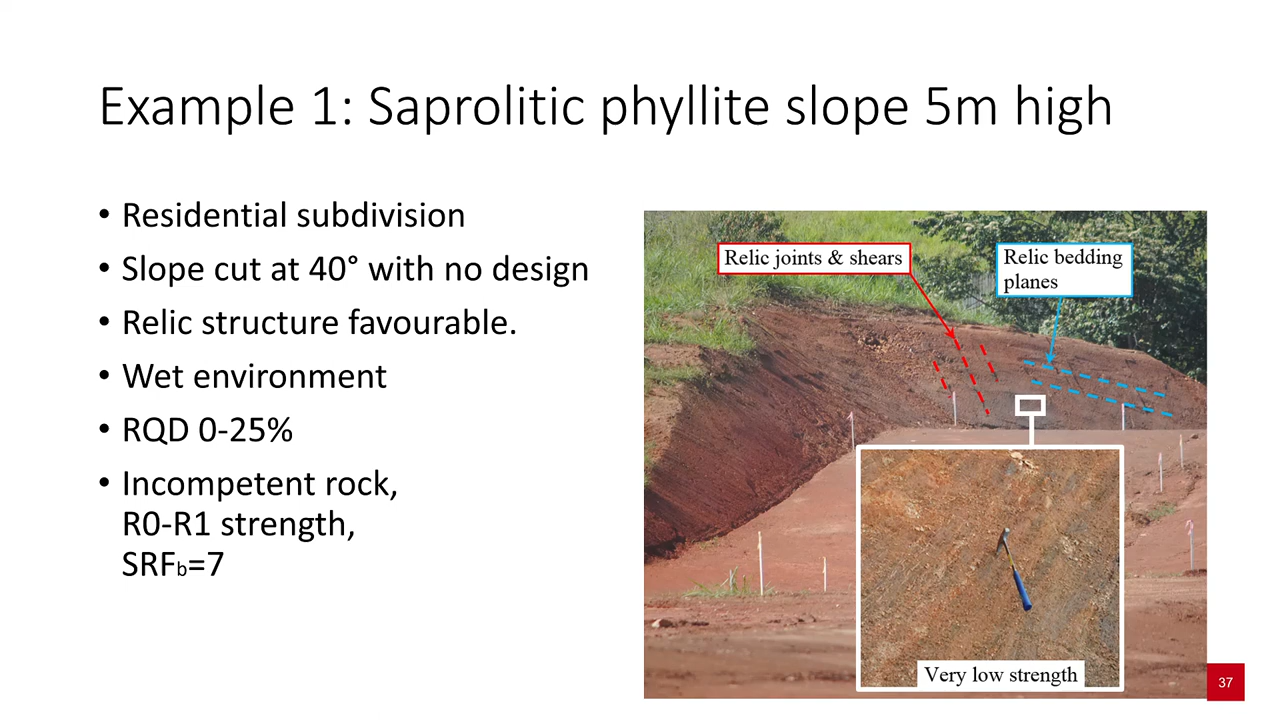 Example 1: Saprolitic phyllite slope 5m high
• Residential subdivision
• Slope cut at 40° with no design
• Relic structure favourable.
• Wet environment
• RQD 0-25%
• Incompetent rock,
R0-R1 strength,
SRFb=7
Relic joints & shears
Relic bedding
planes
Very low strength
37